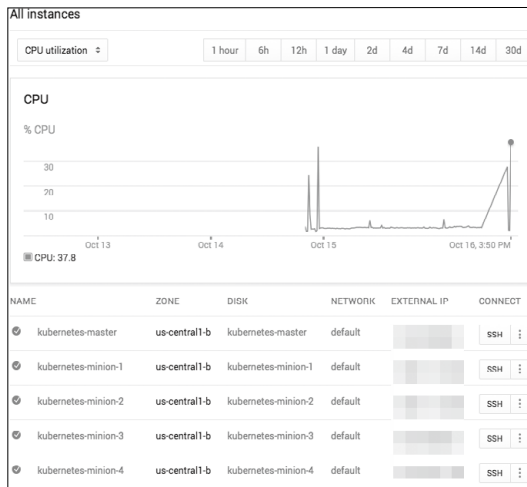 All instances
CPU utilization
1 hour 6h 12h 1 day 2d 4d 7d 14d 30d
CPU
% CPU
30
20
10
Oct 13 Oct 14 Oct 15 Oct 16, 3:50 PM
CPU: 37.8
NAME ZONE DISK NETWORK EXTERNAL IP CONNECT
kubernetes-master us-central1-b kubernetes-master default SSH
kubernetes-minion-1 us-central1-b kubernetes-minion-1 default SSH
kubernetes-minion-2 us-central1-b kubernetes-minion-2 default SSH
kubernetes-minion-3 us-central1-b kubernetes-minion-3 default SSH
kubernetes-minion-4 us-central1-b kubernetes-minion-4 default SSH